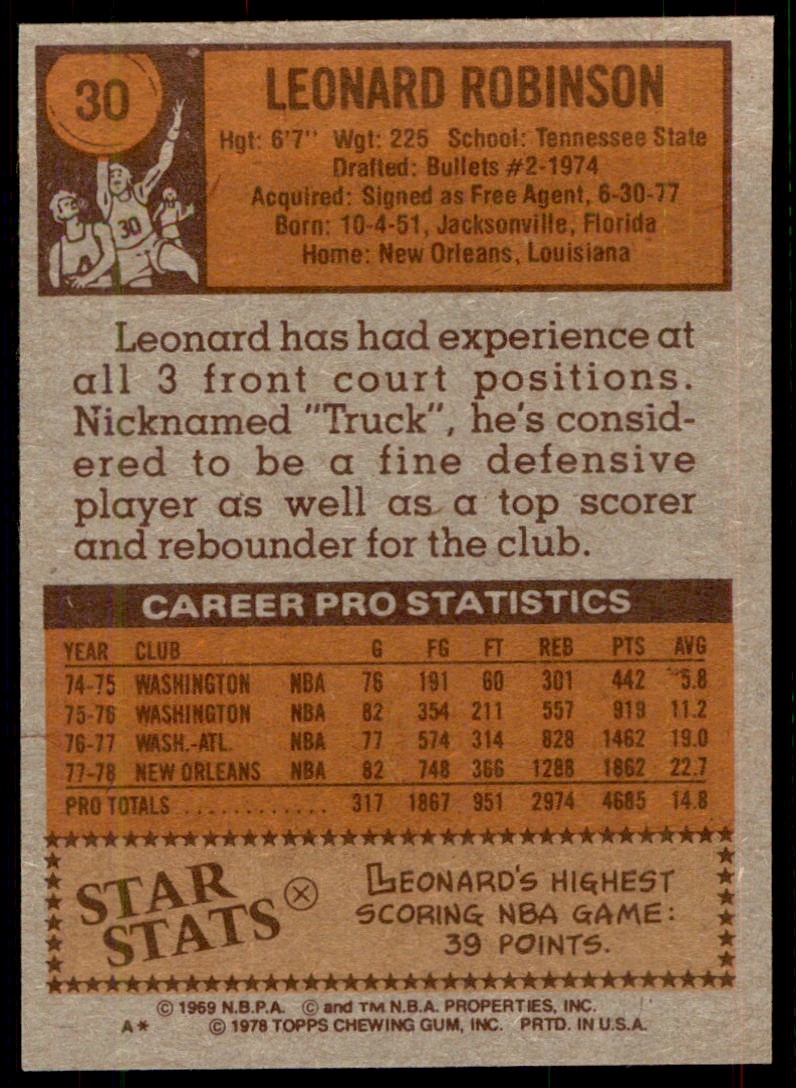 30
LEONARD ROBINSON
Hgt: 6'7" Wgt: 225 School: Tennessee State
Drafted: Bullets #2-1974
Acquired: Signed as Free Agent, 6-30-77
Born: 10-4-51, Jacksonville, Florida
Home: New Orleans, Louisiana
30
Leonard has had experience at
all 3 front court positions.
Nicknamed "Truck", he's consid-
ered to be a fine defensive
player as well as a top scorer
and rebounder for the club.
CAREER PRO STATISTICS
YEAR CLUB G FG FT REB PTS AVG
74-75 WASHINGTON NBA 76 191 60 301 442 5.8
75-76 WASHINGTON NBA 82 354 211 557 919 11.2
76-77 WASH.-ATL. NBA 77 574 314 828 1462 19.0
77-78 NEW ORLEANS NBA 82 748 366 1288 1862 22.7
PRO TOTALS ............ 317 1867 951 2974 4685 14.8
STAR
STATS
LEONARD'S HIGHEST
SCORING NBA GAME:
39 POINTS.
© 1969 N.B.P.A. © and TM N.B.A. PROPERTIES, INC.
A* © 1978 TOPPS CHEWING GUM, INC. PRTD. IN U.S.A.